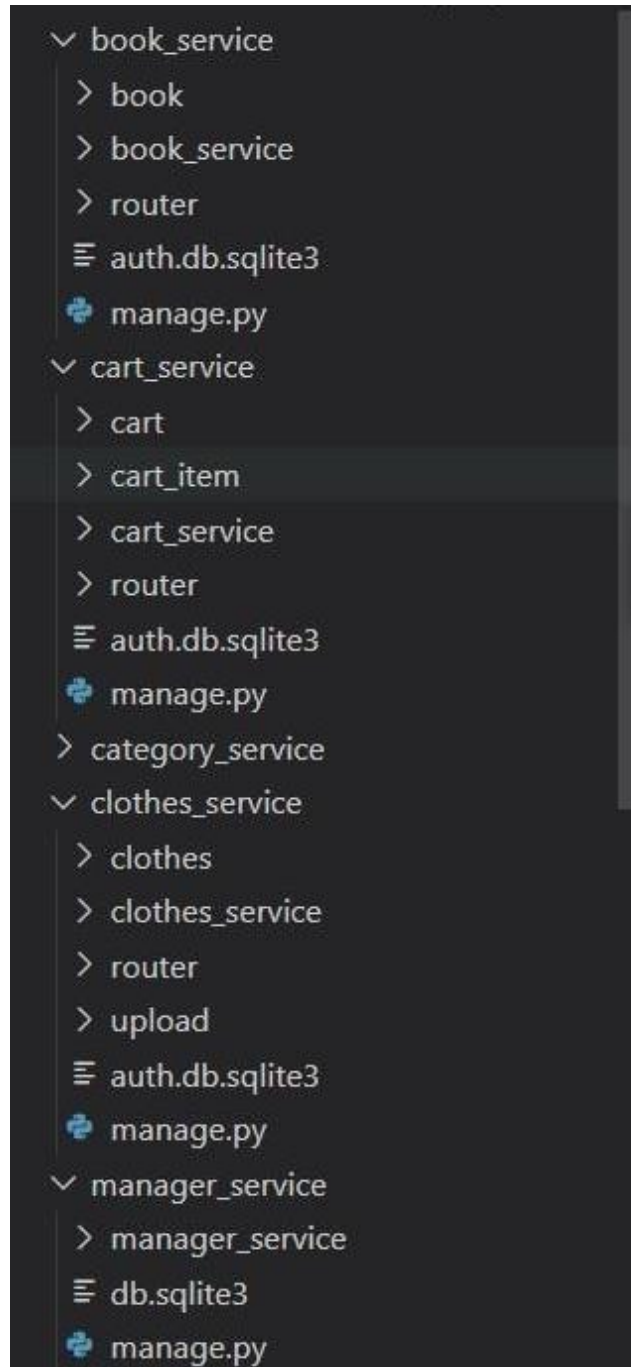 book_service
book
book_service
router
auth.db.sqlite3
manage.py
cart_service
cart
cart_item
cart_service
router
auth.db.sqlite3
manage.py
category_service
clothes_service
clothes
clothes_service
router
upload
auth.db.sqlite3
manage.py
manager_service
manager_service
db.sqlite3
manage.py